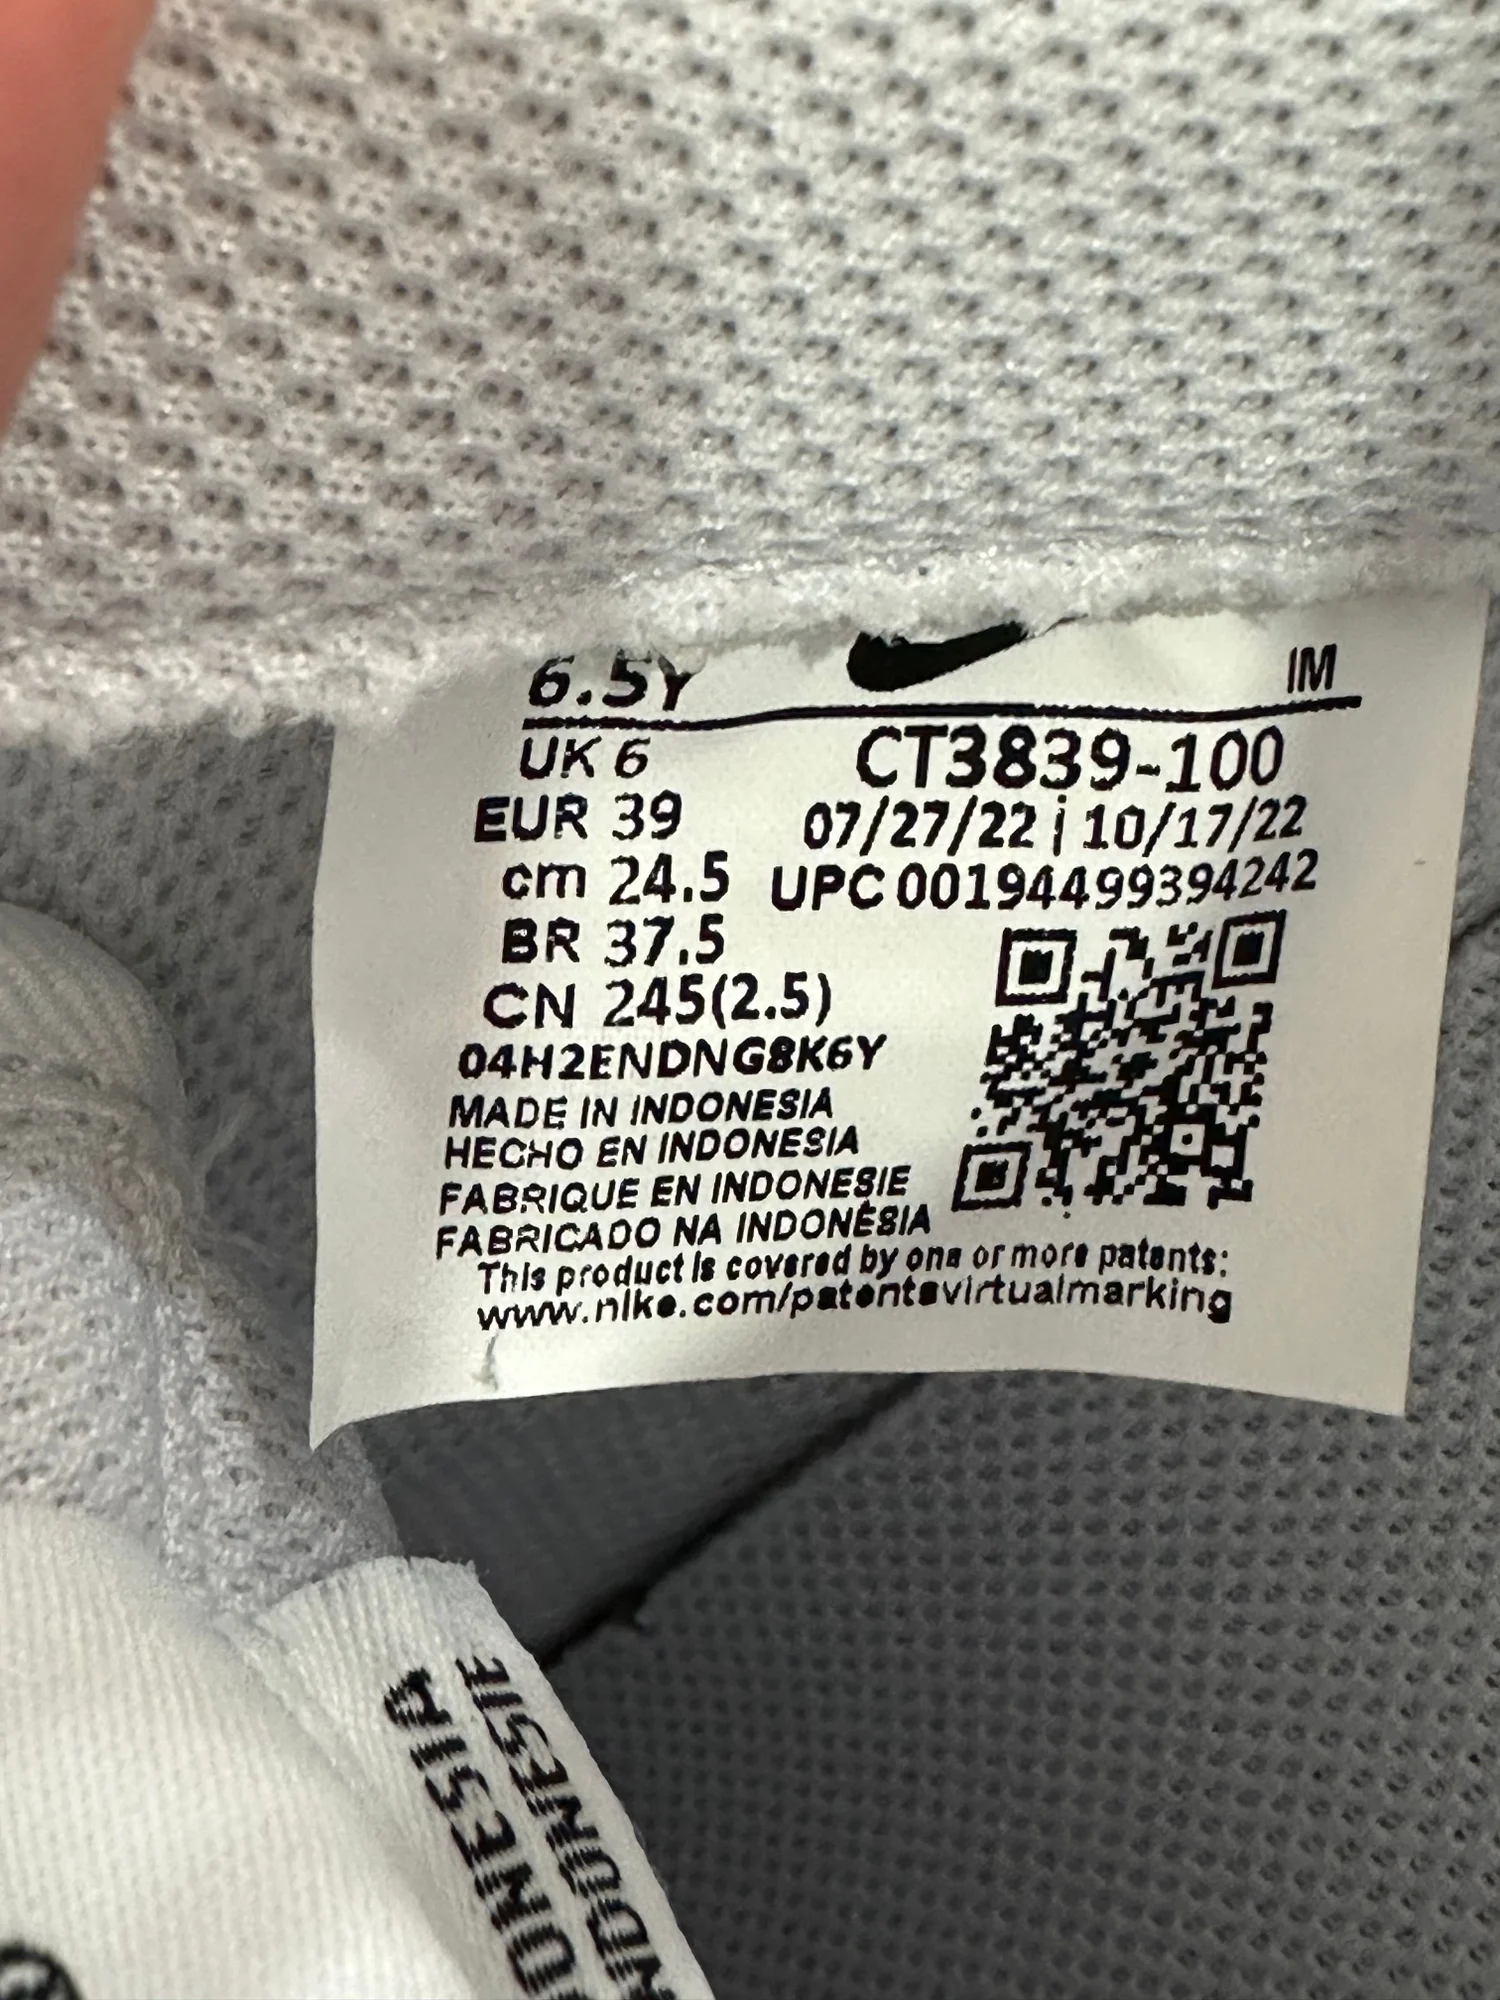 6.5Y IM
UK 6 CT3839-100
EUR 39 07/27/22 | 10/17/22
cm 24.5 UPC 00194499394242
BR 37.5
CN 245(2.5)
04H2ENDNG8K6Y
MADE IN INDONESIA
HECHO EN INDONESIA
FABRIQUE EN INDONESIE
FABRICADO NA INDONÉSIA
This product is covered by one or more patents:
www.nike.com/patentsvirtualmarking
ONESIA
NDONESIE